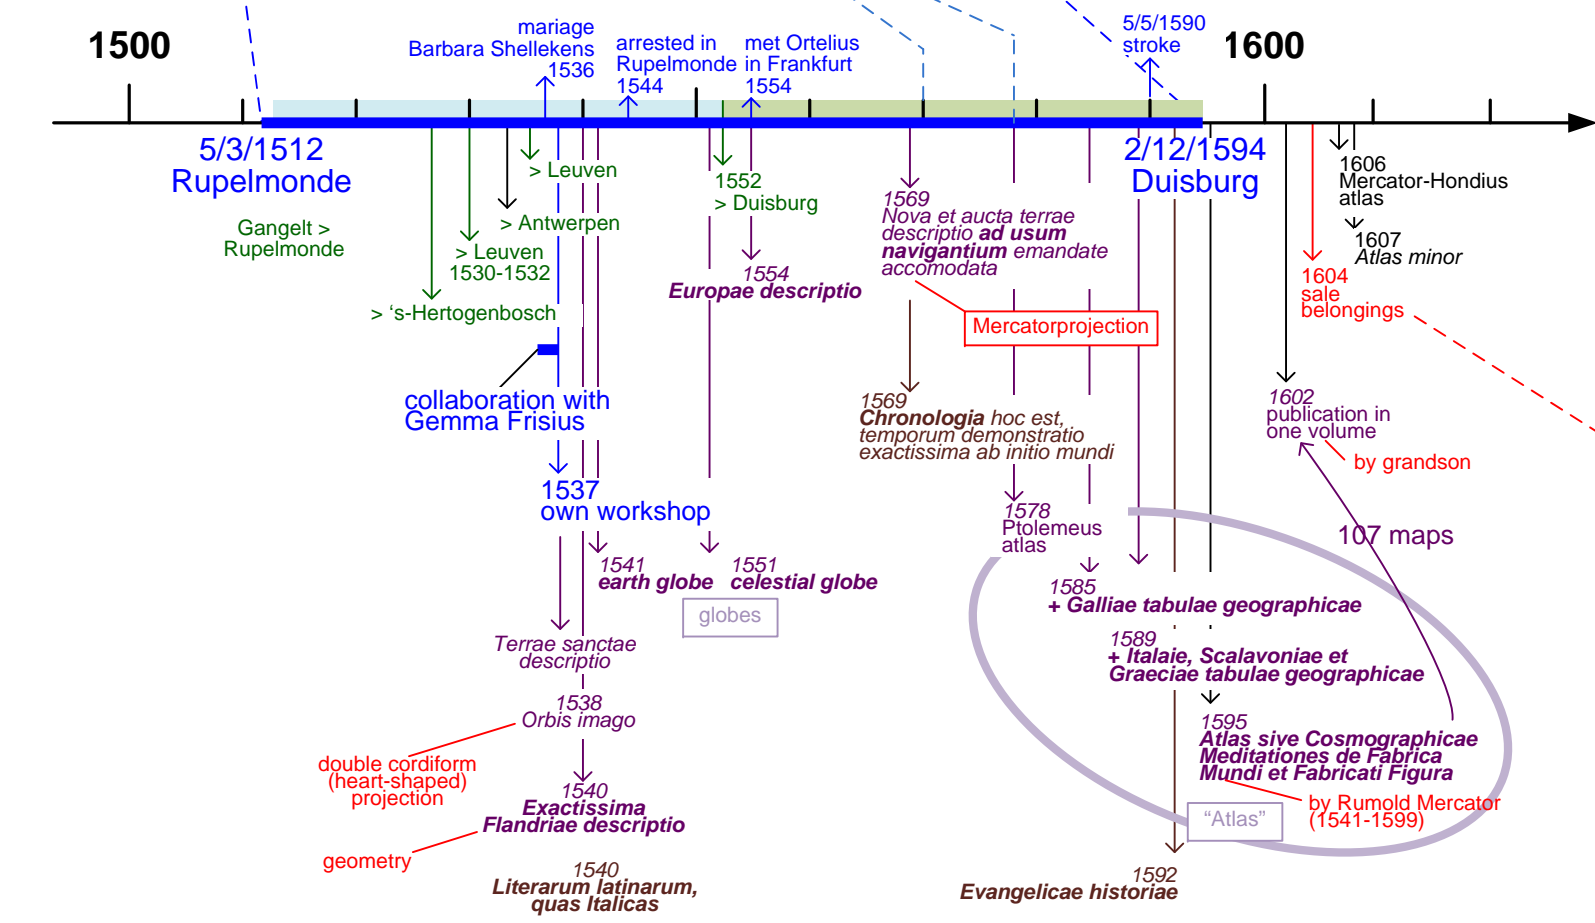 1500
mariage
Barbara Shellekens
1536
arrested in
Rupelmonde
1544
met Ortelius
in Frankfurt
1554
5/5/1590
stroke
1600
5/3/1512
Rupelmonde
2/12/1594
Duisburg
Gangelt >
Rupelmonde
> Leuven
> Antwerpen
> Leuven
1530-1532
> ‘s-Hertogenbosch
1552
> Duisburg
1554
Europae descriptio
1569
Nova et aucta terrae
descriptio ad usum
navigantium emandate
accomodata
Mercatorprojection
1606
Mercator-Hondius
atlas
1607
Atlas minor
1604
sale
belongings
collaboration with
Gemma Frisius
1569
Chronologia hoc est,
temporum demonstratio
exactissima ab initio mundi
1602
publication in
one volume
by grandson
1537
own workshop
1578
Ptolemeus
atlas
107 maps
1541
earth globe
1551
celestial globe
globes
1585
+ Galliae tabulae geographicae
Terrae sanctae
descriptio
1589
+ Italaie, Scalavoniae et
Graeciae tabulae geographicae
1538
Orbis imago
1595
Atlas sive Cosmographicae
Meditationes de Fabrica
Mundi et Fabricati Figura
double cordiform
(heart-shaped)
projection
by Rumold Mercator
(1541-1599)
“Atlas”
1540
Exactissima
Flandriae descriptio
geometry
1540
Literarum latinarum,
quas Italicas
1592
Evangelicae historiae